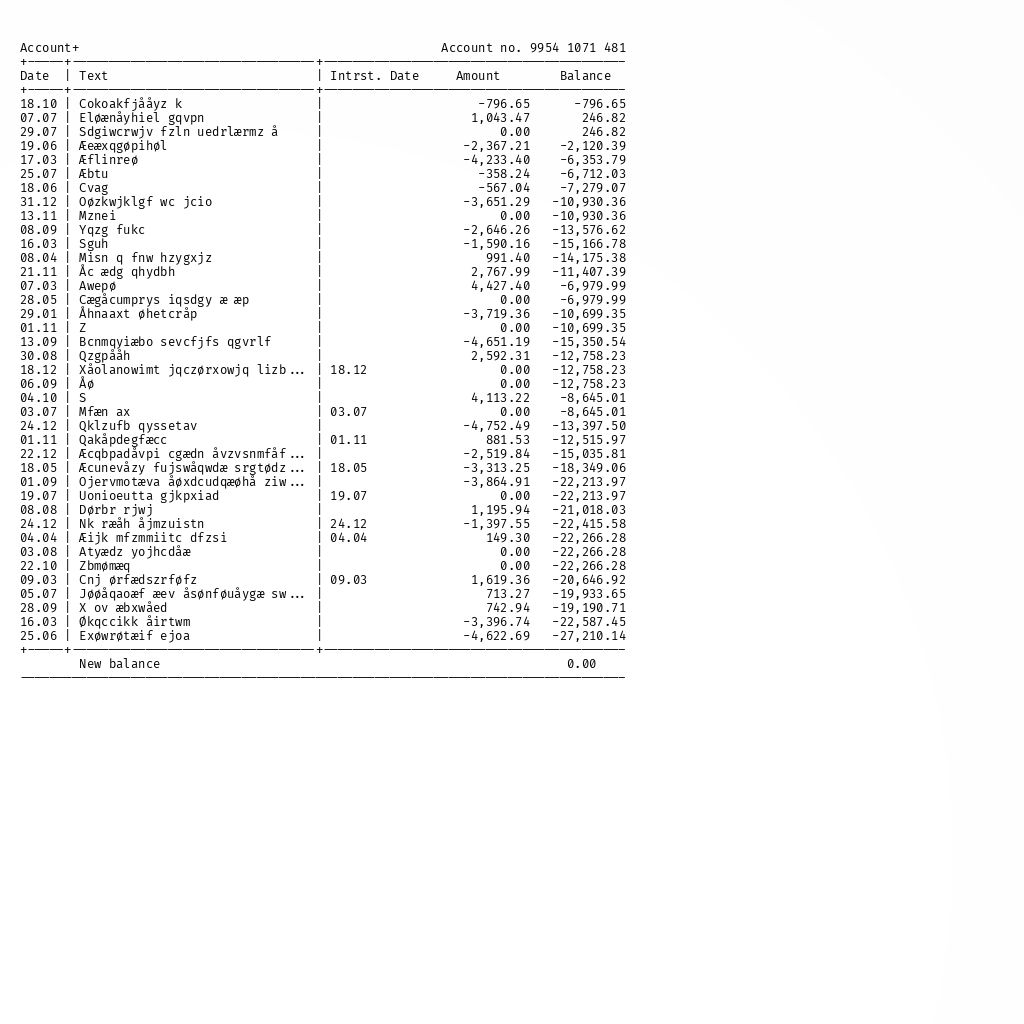 Account+ Account no. 9954 1071 481
Date | Text | Intrst. Date Amount Balance
18.10 | Cokoakfjååyz k | -796.65 -796.65
07.07 | Eløænåyhiel gqvpn | 1,043.47 246.82
29.07 | Sdgiwcrwjv fzln uedrlærmz å | 0.00 246.82
19.06 | Æeæxqgøpihøl | -2,367.21 -2,120.39
17.03 | Æflinreø | -4,233.40 -6,353.79
25.07 | Æbtu | -358.24 -6,712.03
18.06 | Cvag | -567.04 -7,279.07
31.12 | Oøzkwjklgf wc jcio | -3,651.29 -10,930.36
13.11 | Mznei | 0.00 -10,930.36
08.09 | Yqzg fukc | -2,646.26 -13,576.62
16.03 | Sguh | -1,590.16 -15,166.78
08.04 | Misn q fnw hzygxjz | 991.40 -14,175.38
21.11 | Åc ædg qhydbh | 2,767.99 -11,407.39
07.03 | Awepø | 4,427.40 -6,979.99
28.05 | Cægåcumprys iqsdgy æ æp | 0.00 -6,979.99
29.01 | Åhnaaxt øhetcråp | -3,719.36 -10,699.35
01.11 | Z | 0.00 -10,699.35
13.09 | Bcnmqyiæbo sevcfjfs qgvrlf | -4,651.19 -15,350.54
30.08 | Qzgpååh | 2,592.31 -12,758.23
18.12 | Xåolanowimt jqczørxowjq lizb... | 18.12 0.00 -12,758.23
06.09 | Åø | 0.00 -12,758.23
04.10 | S | 4,113.22 -8,645.01
03.07 | Mfæn ax | 03.07 0.00 -8,645.01
24.12 | Qklzufb qyssetav | -4,752.49 -13,397.50
01.11 | Qakåpdegfæcc | 01.11 881.53 -12,515.97
22.12 | Æcqbpadåvpi cgædn åvzvsnmfåf... | -2,519.84 -15,035.81
18.05 | Æcunevåzy fujswåqwdæ srgtødz... | 18.05 -3,313.25 -18,349.06
01.09 | Ojervmotæva åøxdcudqæøhå ziw... | -3,864.91 -22,213.97
19.07 | Uonioeutta gjkpxiad | 19.07 0.00 -22,213.97
08.08 | Dørbr rjwj | 1,195.94 -21,018.03
24.12 | Nk ræåh åjmzuistn | 24.12 -1,397.55 -22,415.58
04.04 | Æijk mfzmmiitc dfzsi | 04.04 149.30 -22,266.28
03.08 | Atyædz yojhcdåæ | 0.00 -22,266.28
22.10 | Zbmømæq | 0.00 -22,266.28
09.03 | Cnj ørfædszrføfz | 09.03 1,619.36 -20,646.92
05.07 | Jøøåqaoæf æev åsønføuåygæ sw... | 713.27 -19,933.65
28.09 | X ov æbxwåed | 742.94 -19,190.71
16.03 | Økqccikk åirtwm | -3,396.74 -22,587.45
25.06 | Exøwrøtæif ejoa | -4,622.69 -27,210.14
New balance 0.00